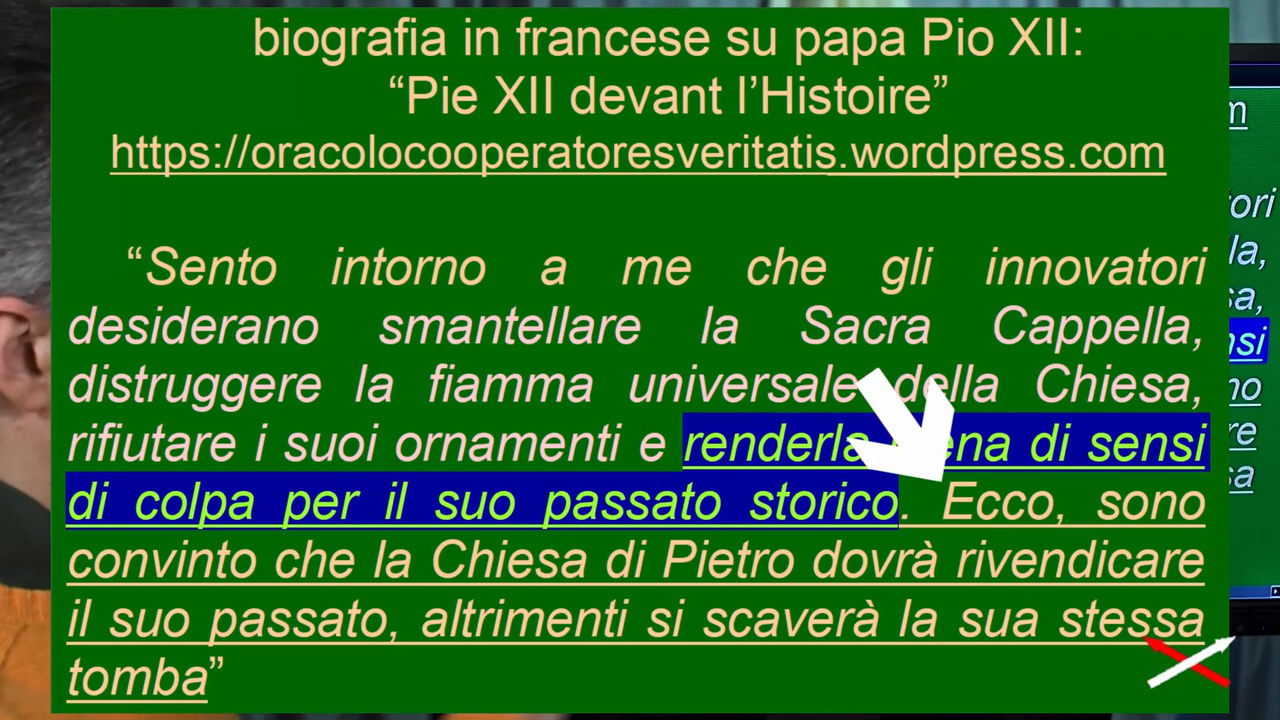 biografia in francese su papa Pio XII:
“Pie XII devant l’Histoire”
https://oracolocooperatoresveritatis.wordpress.com
“Sento intorno a me che gli innovatori
desiderano smantellare la Sacra Cappella,
distruggere la fiamma universale della Chiesa,
rifiutare i suoi ornamenti e renderla di sensi
di colpa per il suo passato storico. Ecco, sono
convinto che la Chiesa di Pietro dovrà rivendicare
il suo passato, altrimenti si scaverà la sua stessa
tomba”